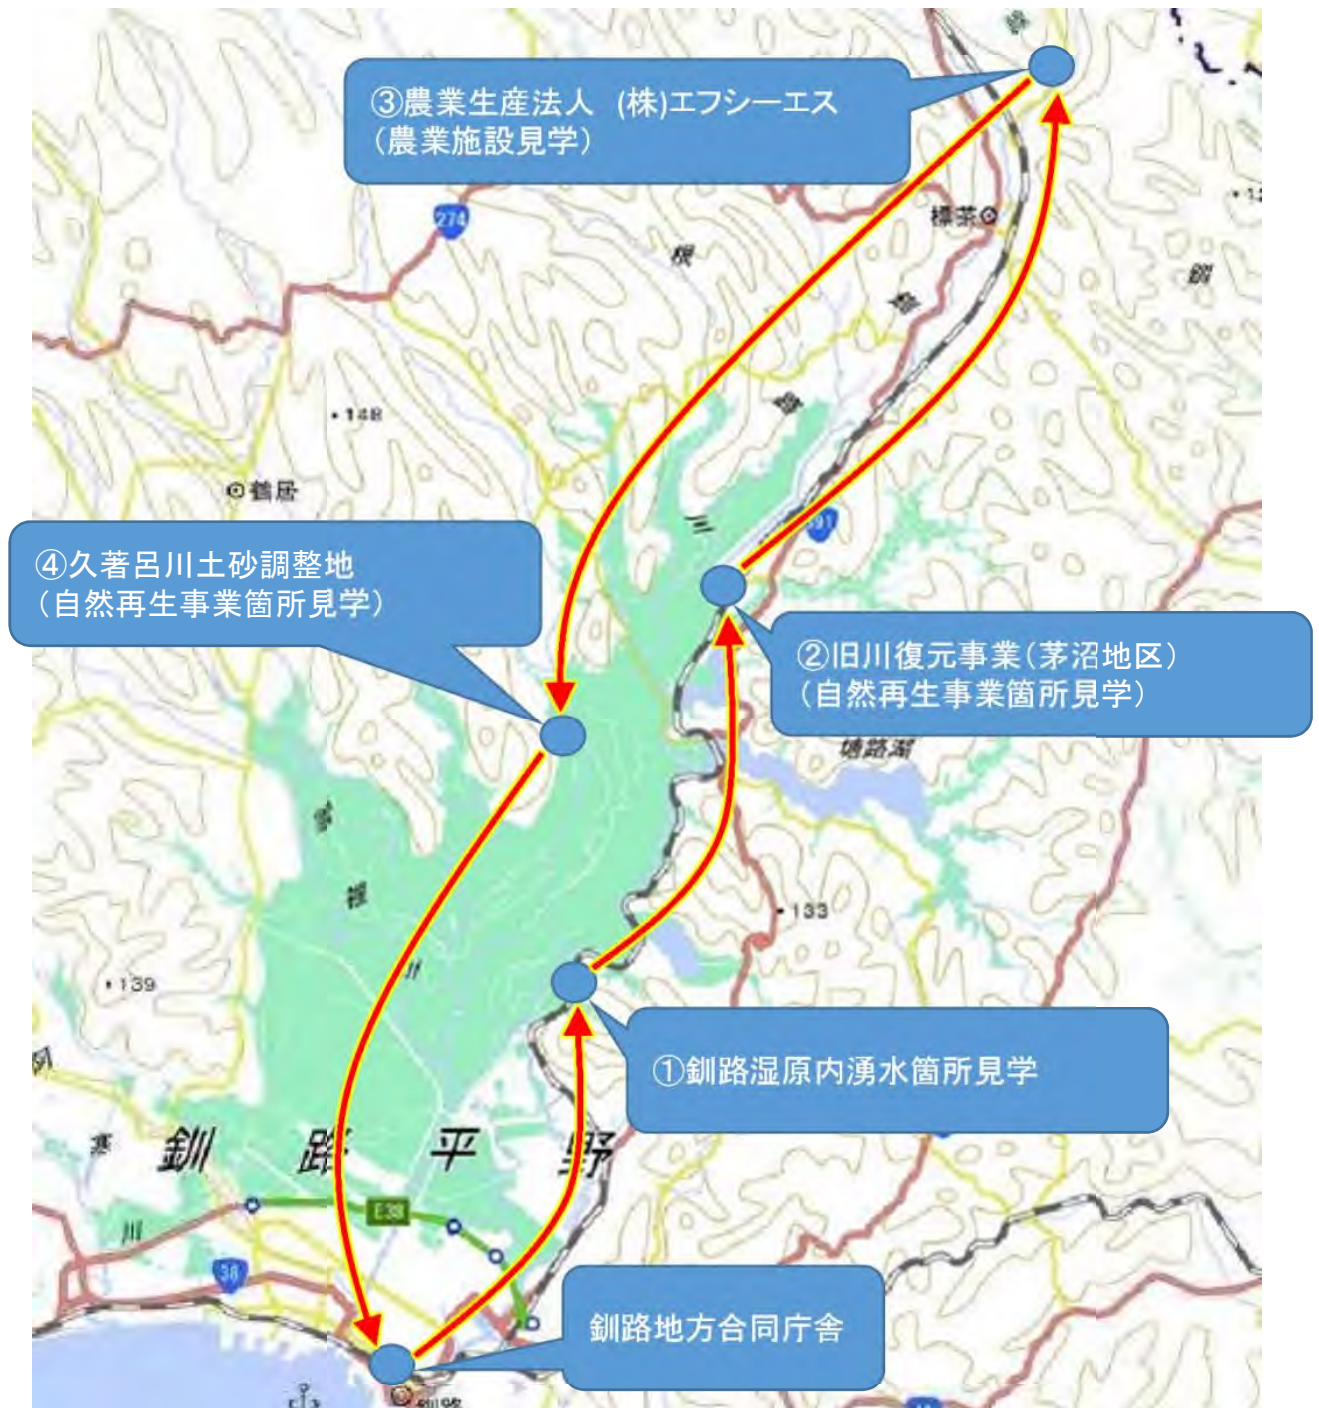 ③農業生産法人 (株)エフシーエス
(農業施設見学)
274
標茶
根
148
鶴居
三
④久著呂川土砂調整地
(自然再生事業箇所見学)
②旧川復元事業(茅沼地区)
(自然再生事業箇所見学)
塘路湖
133
川
139
①釧路湿原内湧水箇所見学
釧路平野
E38
川
38
釧路地方合同庁舎